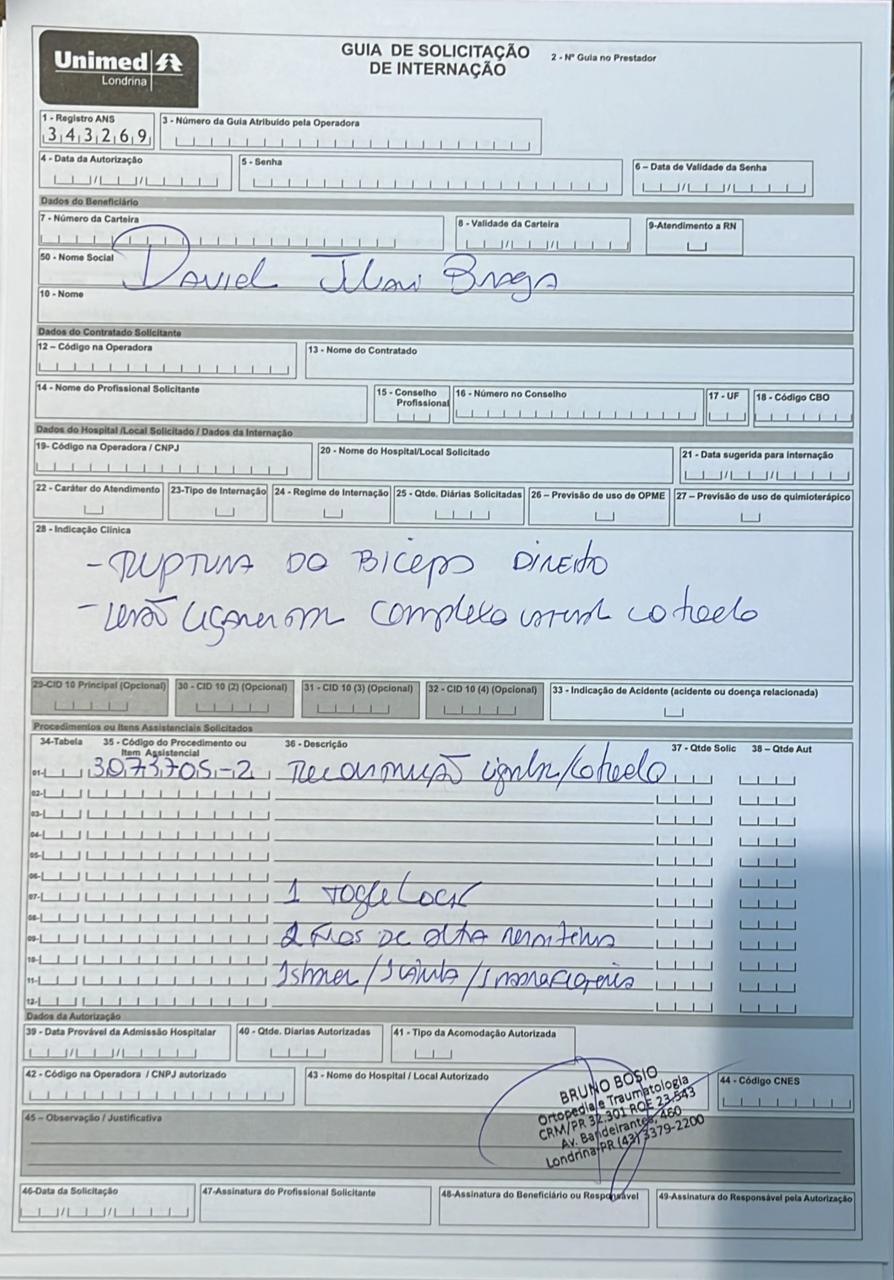 Unimed
Londrina
GUIA DE SOLICITAÇÃO
DE INTERNAÇÃO
2 - Nº Guia no Prestador
1 - Registro ANS
343269
3 - Número da Guia Atribuído pela Operadora
4 - Data da Autorização
5 - Senha
6 – Data de Validade da Senha
Dados do Beneficiário
7 - Número da Carteira
8 - Validade da Carteira
9-Atendimento a RN
50 - Nome Social
David Braga
10 - Nome
Dados do Contratado Solicitante
12 – Código na Operadora
13 - Nome do Contratado
14 - Nome do Profissional Solicitante
15 - Conselho Profissional
16 - Número no Conselho
17 - UF
18 - Código CBO
Dados do Hospital /Local Solicitado / Dados da Internação
19- Código na Operadora / CNPJ
20 - Nome do Hospital/Local Solicitado
21 - Data sugerida para internação
22 - Caráter do Atendimento
23-Tipo de Internação
24 - Regime de Internação
25 - Qtde. Diárias Solicitadas
26 – Previsão de uso de OPME
27 – Previsão de uso de quimioterápico
28 - Indicação Clínica
- RUPTURA DO BICEPS DIREITO
- Lesão ligamentar complexo lateral cotovelo
29-CID 10 Principal (Opcional)
30 - CID 10 (2) (Opcional)
31 - CID 10 (3) (Opcional)
32 - CID 10 (4) (Opcional)
33 - Indicação de Acidente (acidente ou doença relacionada)
Procedimentos ou Itens Assistenciais Solicitados
34-Tabela
35 - Código do Procedimento ou Item Assistencial
36 - Descrição
37 - Qtde Solic
38 – Qtde Aut
01- 3073705-2 Reconstrução /cotovelo
02-
03-
04-
05-
06-
07- 1 Toglelock
08-
09- 2 Fios de alta
10-
11- 1 shaver/1
12-
Dados da Autorização
39 - Data Provável da Admissão Hospitalar
40 - Qtde. Diarias Autorizadas
41 - Tipo da Acomodação Autorizada
42 - Código na Operadora / CNPJ autorizado
43 - Nome do Hospital / Local Autorizado
44 - Código CNES
BRUNO BOSIO
Ortopedia e Traumatologia
CRM/PR 32.301 RQE 23.543
Av. Bandeirantes, 460
Londrina-PR (43) 3379-2200
45 – Observação / Justificativa
46-Data da Solicitação
47-Assinatura do Profissional Solicitante
48-Assinatura do Beneficiário ou Responsável
49-Assinatura do Responsável pela Autorização